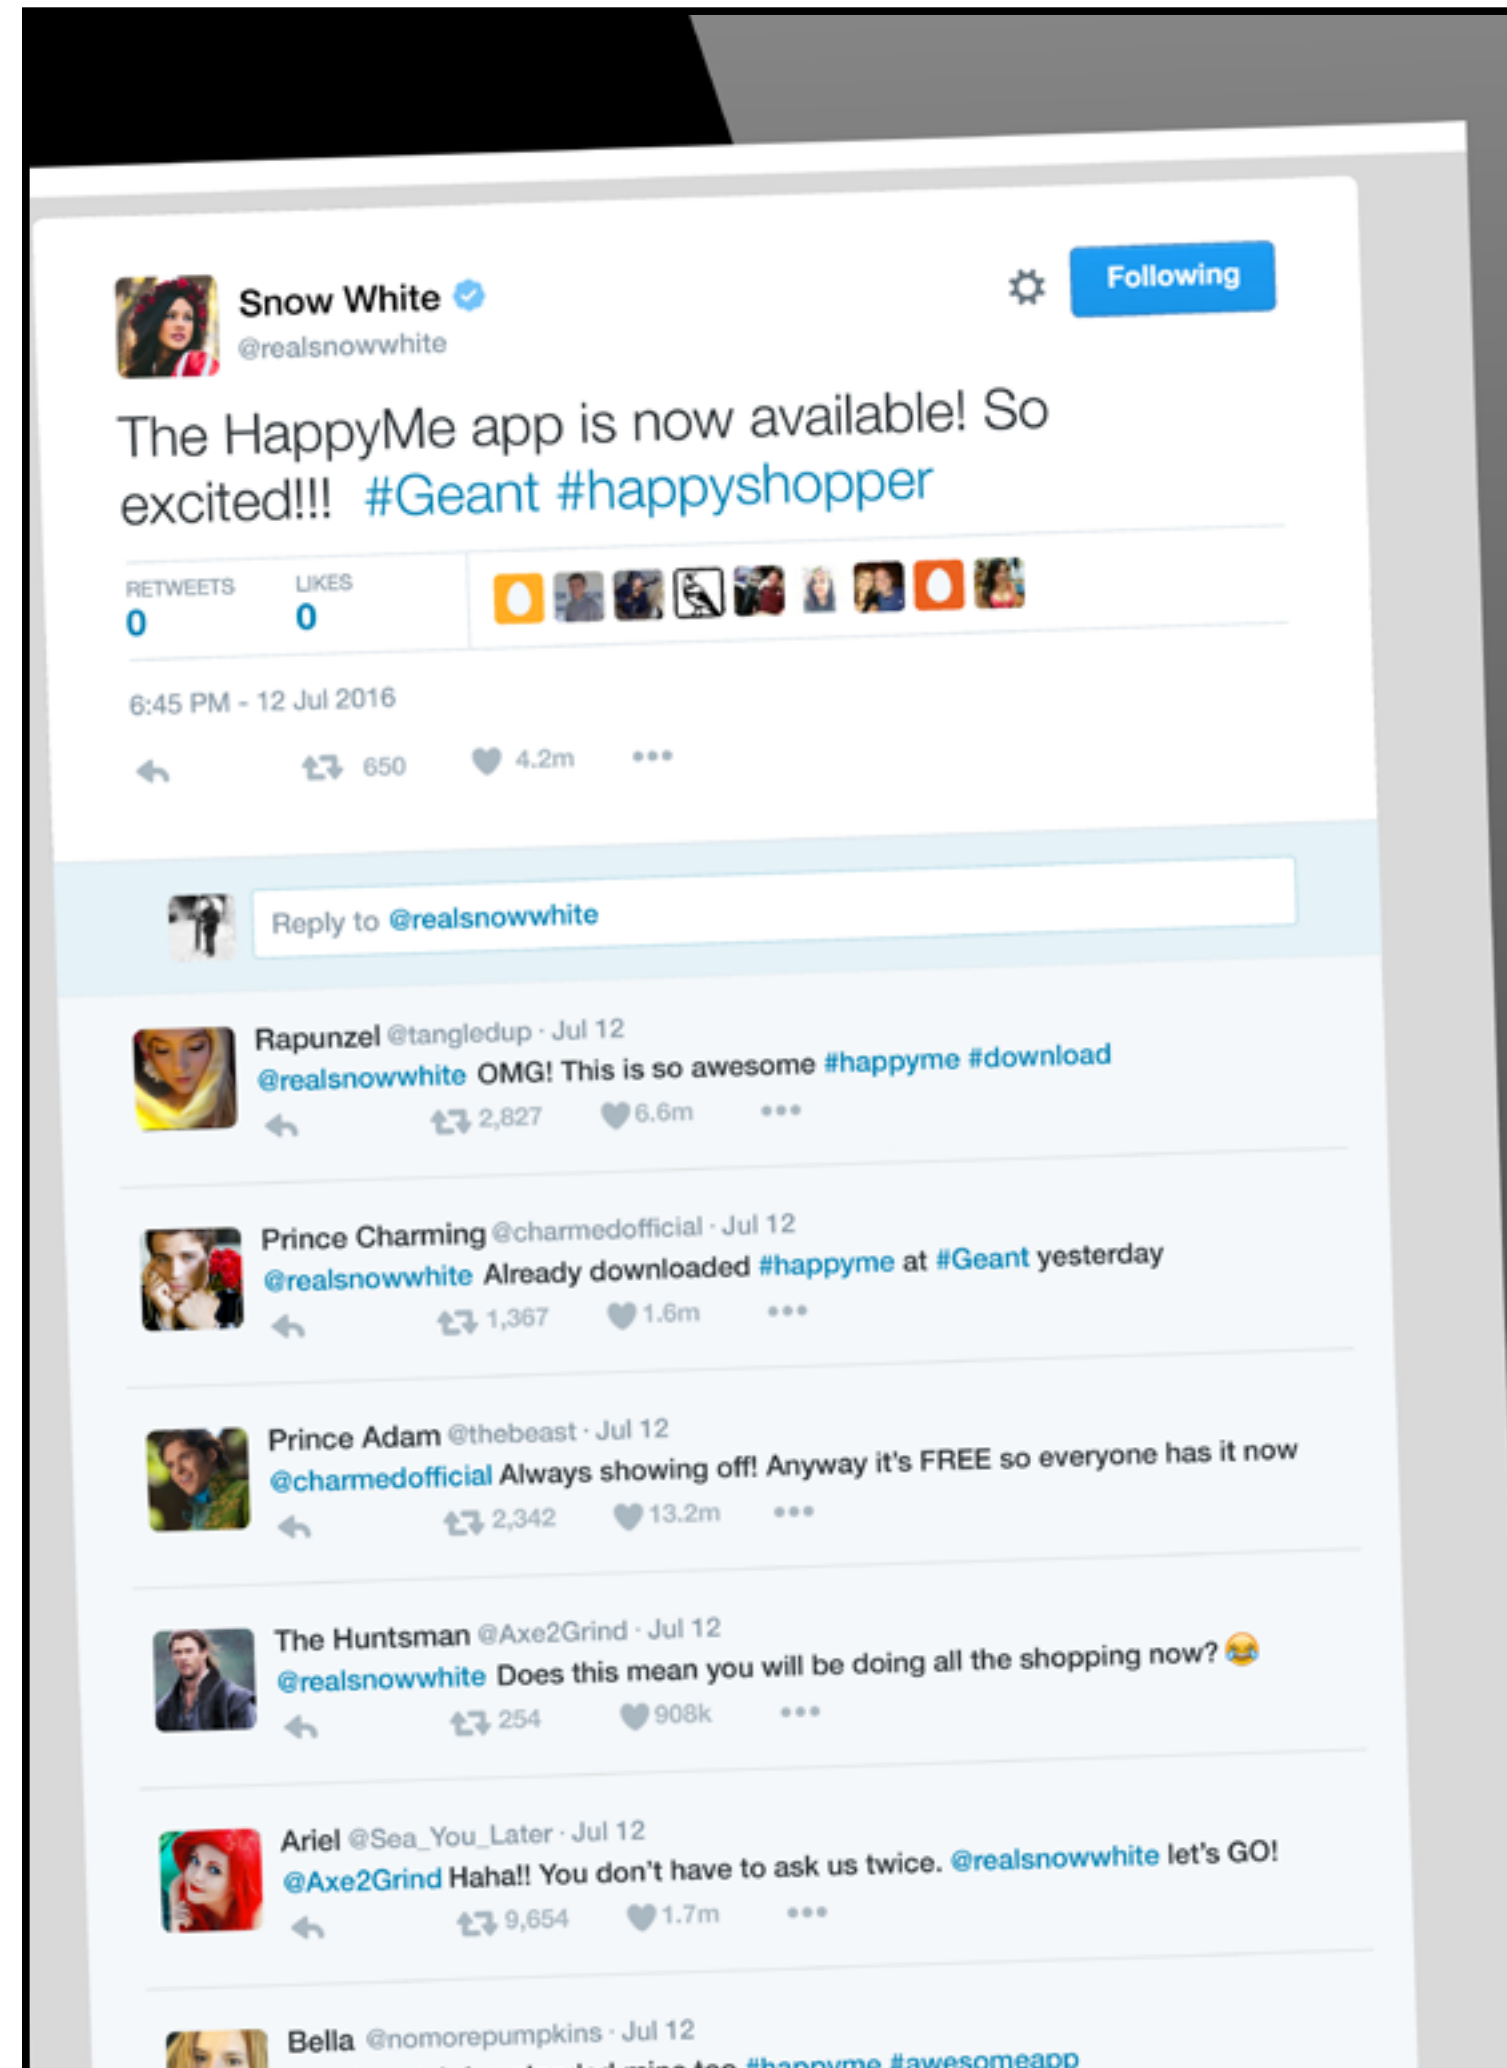 Snow White
Following
@realsnowwhite
The HappyMe app is now available! So
excited!!! #Geant #happyshopper
RETWEETS LIKES
0 0
6:45 PM - 12 Jul 2016
650 4.2m
Reply to @realsnowwhite
Rapunzel @tangledup · Jul 12
@realsnowwhite OMG! This is so awesome #happyme #download
2,827 6.6m
Prince Charming @charmedofficial · Jul 12
@realsnowwhite Already downloaded #happyme at #Geant yesterday
1,367 1.6m
Prince Adam @thebeast · Jul 12
@charmedofficial Always showing off! Anyway it's FREE so everyone has it now
2,342 13.2m
The Huntsman @Axe2Grind · Jul 12
@realsnowwhite Does this mean you will be doing all the shopping now? 😂
254 908k
Ariel @Sea_You_Later · Jul 12
@Axe2Grind Haha!! You don't have to ask us twice. @realsnowwhite let's GO!
9,654 1.7m
Bella @nomorepumpkins · Jul 12
mine too #happyme #awesomeapp